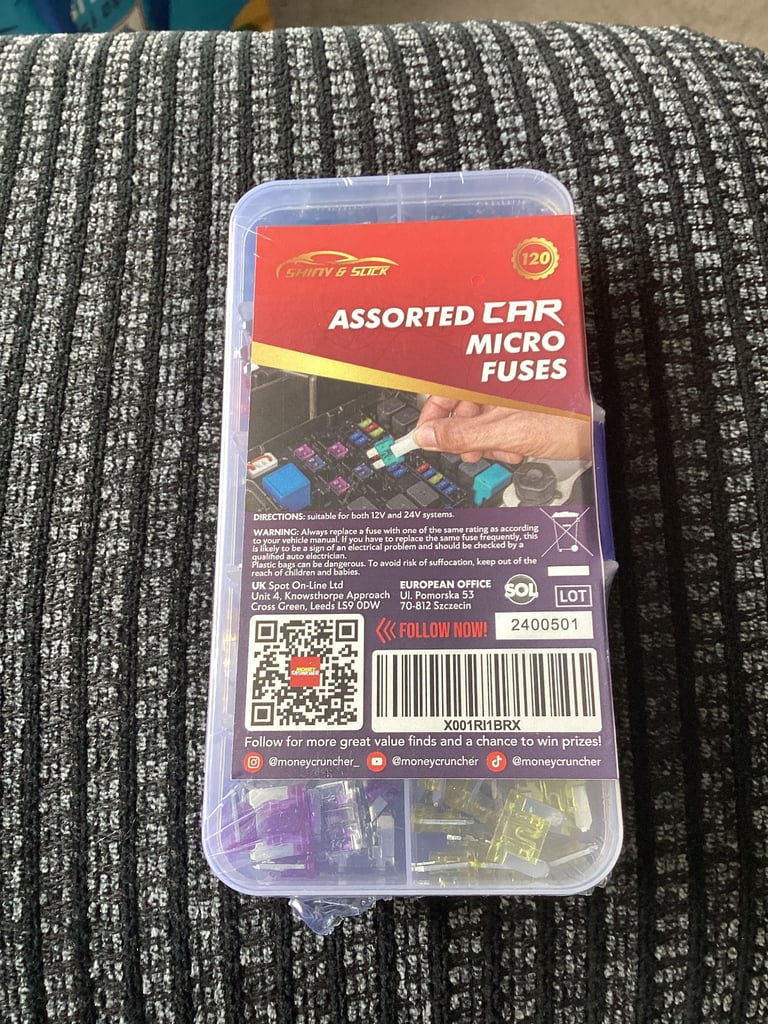 SHINY & SLICK
120
ASSORTED CAR
MICRO
FUSES
DIRECTIONS: suitable for both 12V and 24V systems.
WARNING: Always replace a fuse with one of the same rating as according
to your vehicle manual. If you have to replace the same fuse frequently, this
is likely to be a sign of an electrical problem and should be checked by a
qualified auto electrician.
Plastic bags can be dangerous. To avoid risk of suffocation, keep out of the
reach of children and babies.
UK Spot On-Line Ltd
Unit 4, Knowsthorpe Approach
Cross Green, Leeds LS9 0DW
EUROPEAN OFFICE
Ul. Pomorska 53
70-812 Szczecin
SOL
LOT
FOLLOW NOW!
2400501
MONEY
CRUNCHER
X001RI1BRX
Follow for more great value finds and a chance to win prizes!
@moneycruncher_ @moneycruncher @moneycruncher